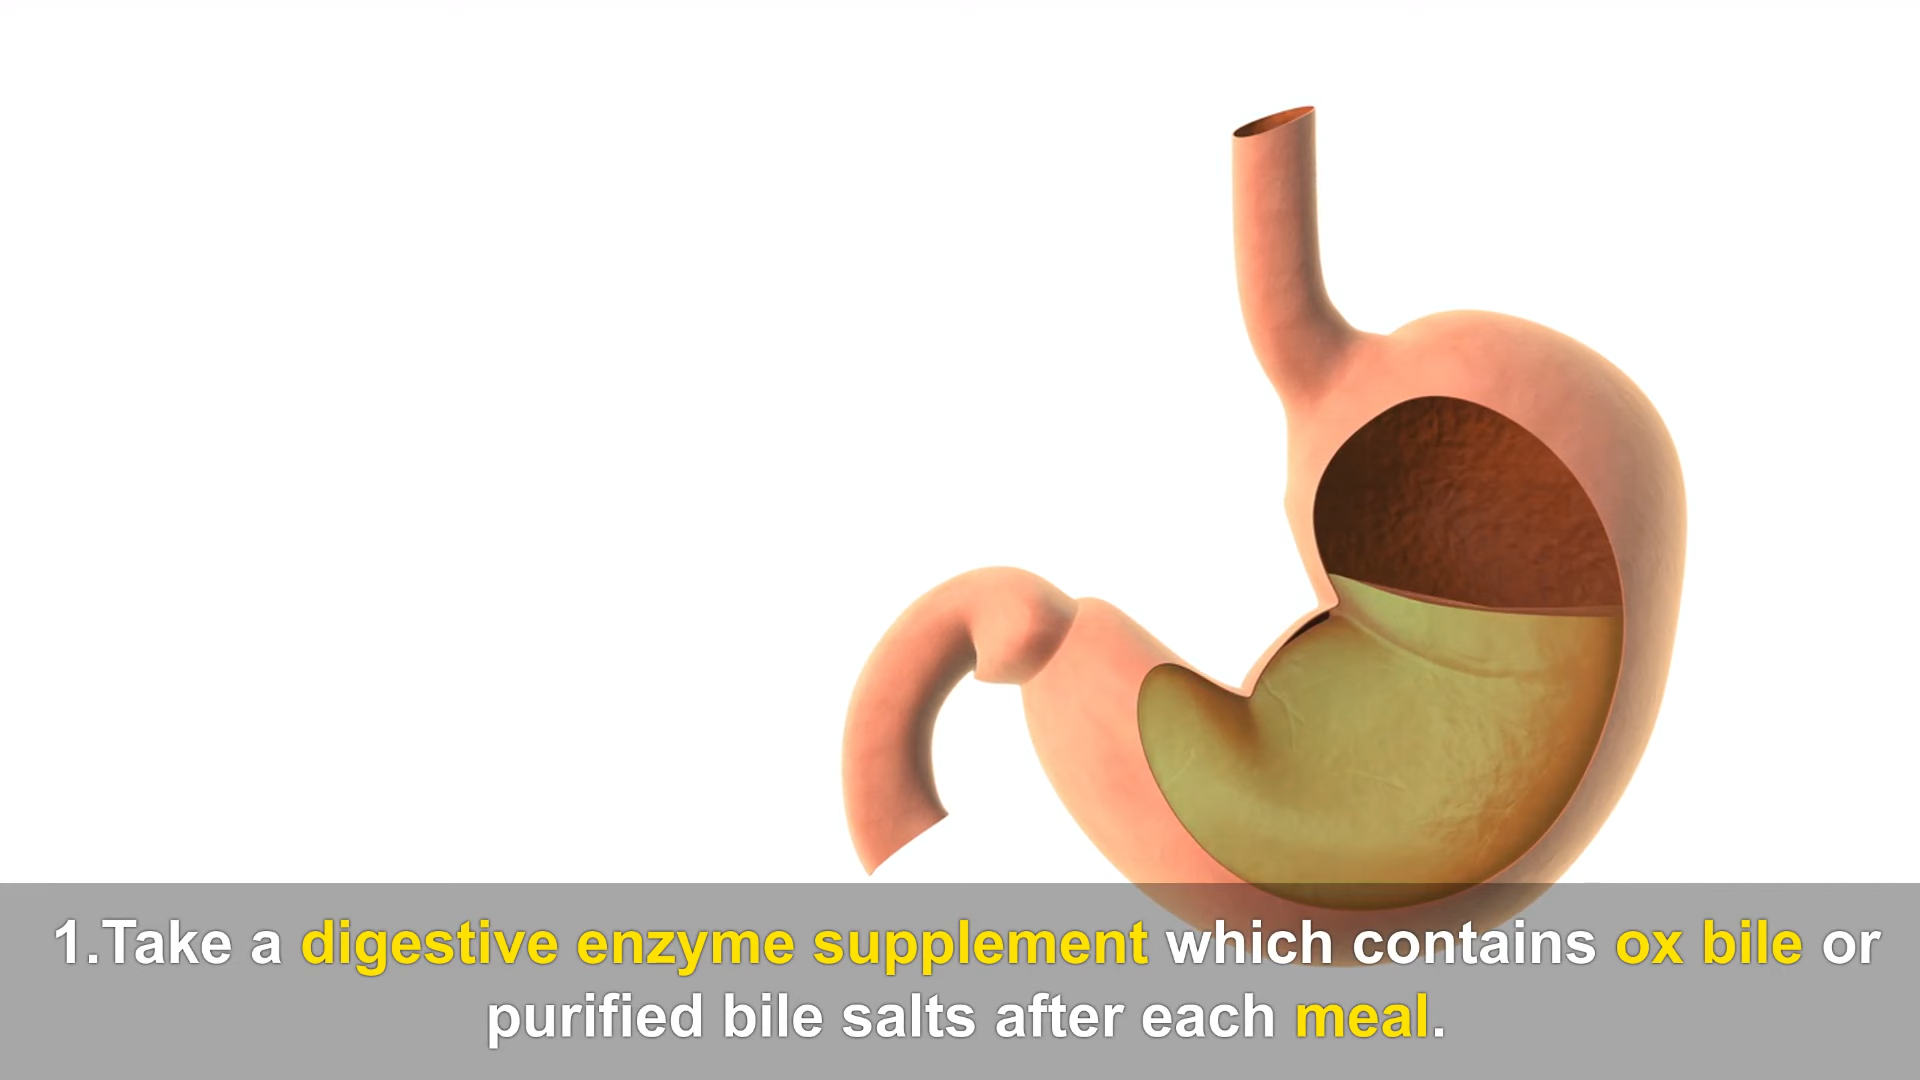 1.Take a digestive enzyme supplement which contains ox bile or
purified bile salts after each meal.